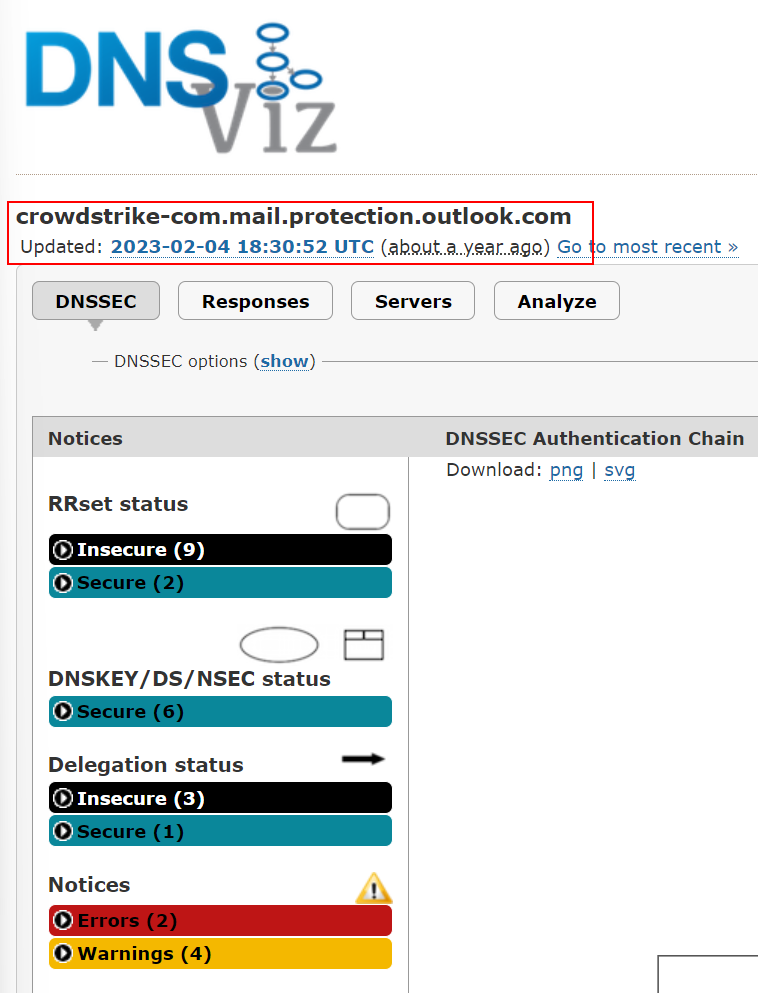 DNS
Viz
crowdstrike-com.mail.protection.outlook.com
Updated: 2023-02-04 18:30:52 UTC (about a year ago) Go to most recent »
DNSSEC Responses Servers Analyze
DNSSEC options (show)
Notices DNSSEC Authentication Chain
Download: png | svg
RRset status
Insecure (9)
Secure (2)
DNSKEY/DS/NSEC status
Secure (6)
Delegation status
Insecure (3)
Secure (1)
Notices
Errors (2)
Warnings (4)